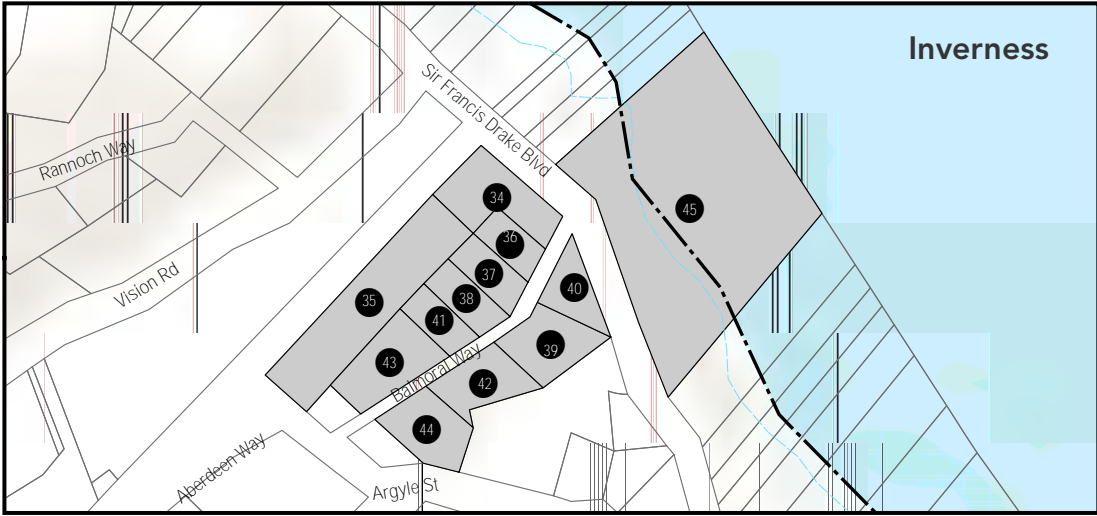 Inverness
Sir Francis Drake Blvd
Rannoch Way
34
45
36
37
Vision Rd
40
38
35
41
39
Balmoral Way
43
42
44
Aberdeen Way
Argyle St